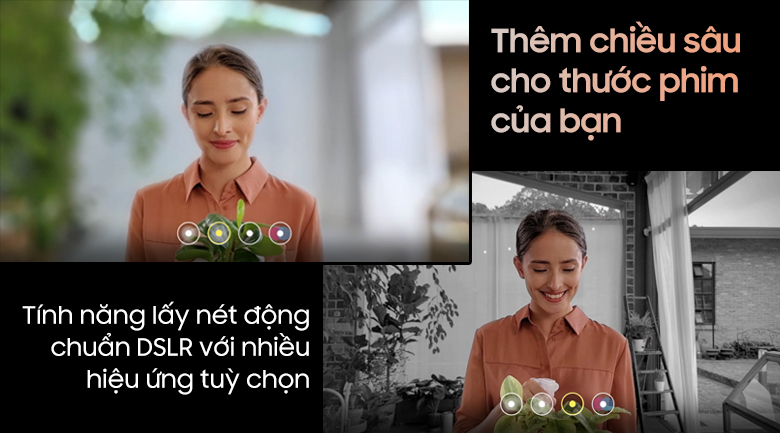 Thêm chiều sâu
cho thước phim
của bạn
Tính năng lấy nét động
chuẩn DSLR với nhiều
hiệu ứng tuỳ chọn